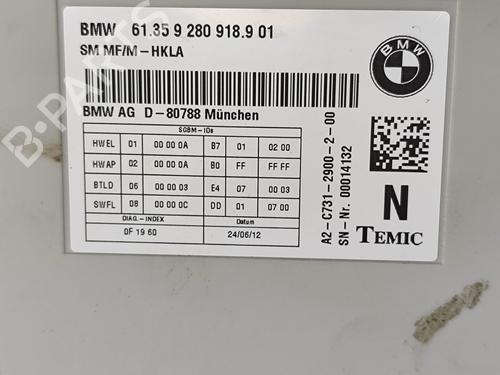 BMW 61.35 9 280 918.9 01
SM MF/M-HKLA
BMW
BMW AG D-80788 München
SGBM-IDs
HWEL 01 00 00 0A B7 01 02 00
HWAP 02 00 00 0A B0 FF FF FF
BTLD 06 00 00 03 E4 07 00 03
SWFL 08 00 00 0C DD 01 07 00
DIAG.-INDEX Datum
0F 19 60 24/06/12
A2-C731-2900-2-00
SN-Nr. 00014132
N
TEMIC
B-PARTS